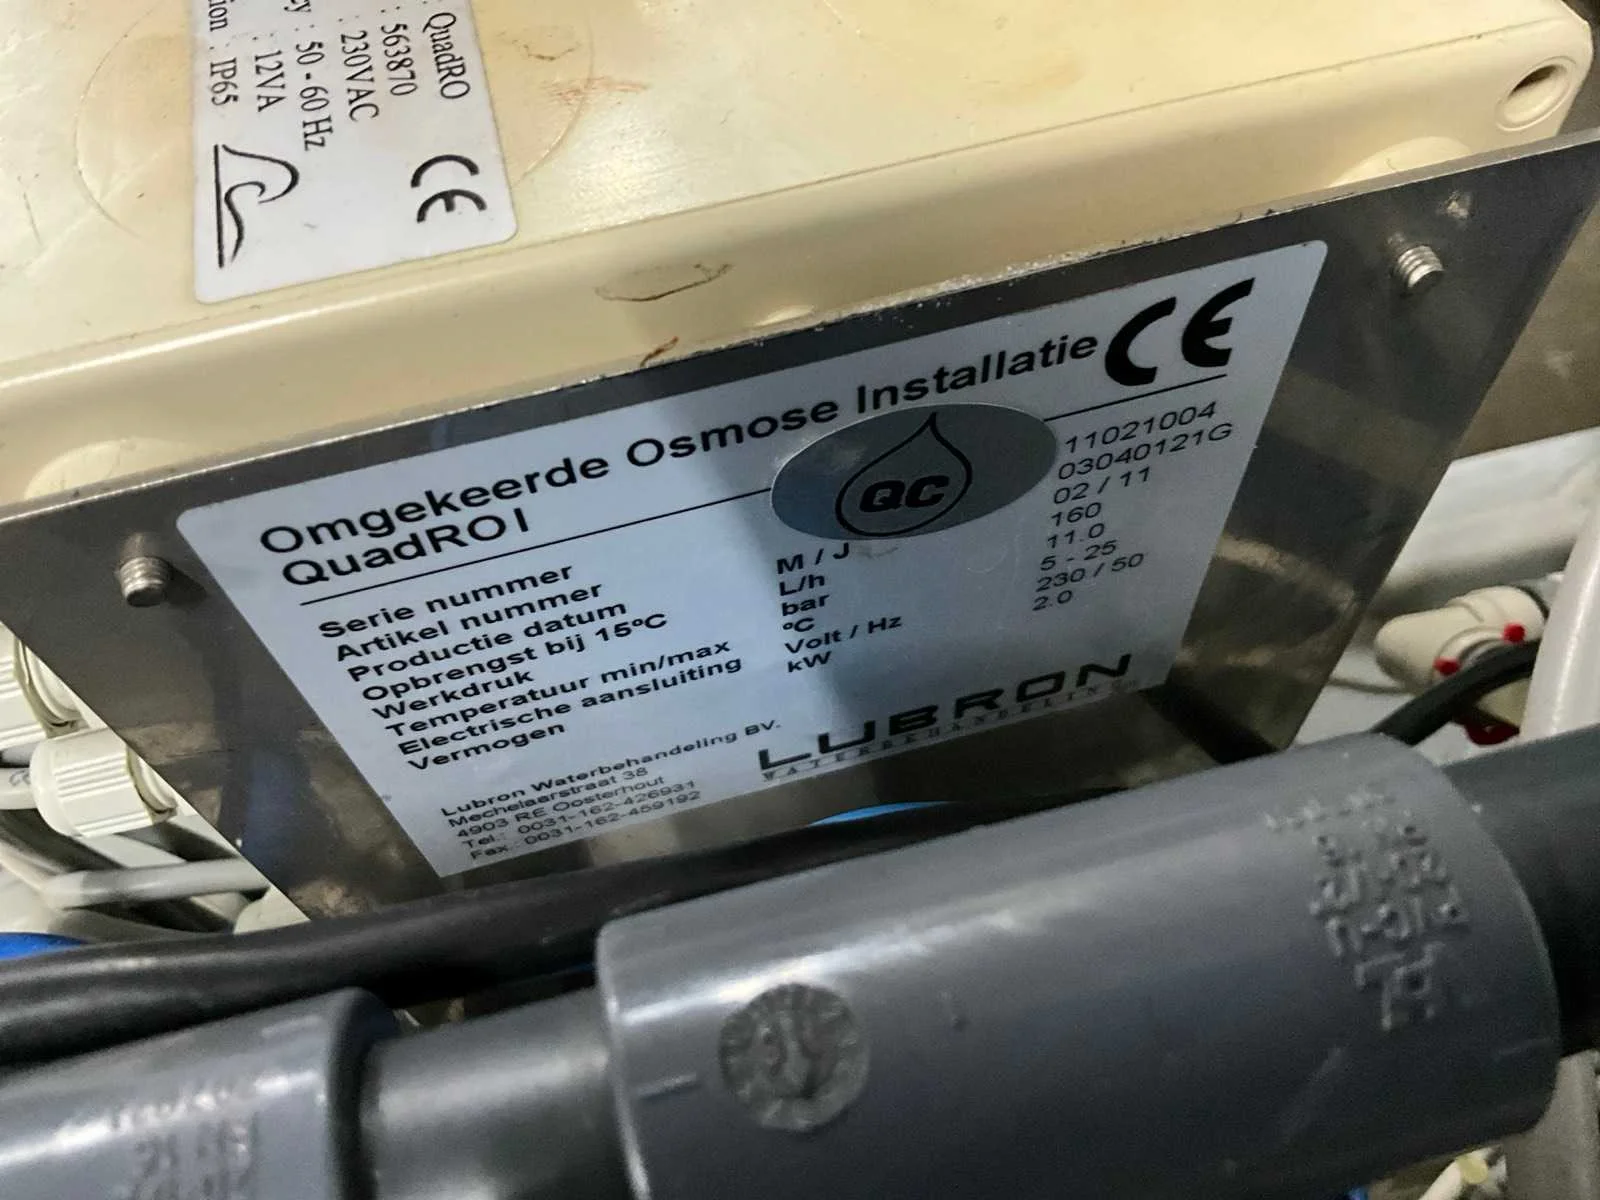 : QuadRO
: 563870
: 230VAC
: 50 - 60 Hz
: 12VA
: IP65
CE
Omgekeerde Osmose Installatie CE
QuadRO I
QC
Serie nummer 11021004
Artikel nummer 03040121G
Productie datum M / J 02 / 11
Opbrengst bij 15ºC L/h 160
Werkdruk bar 11.0
Temperatuur min/max ºC 5 - 25
Electrische aansluiting Volt / Hz 230 / 50
Vermogen kW 2.0
Lubron Waterbehandeling BV.
Mechelaarstraat 38
4903 RE Oosterhout
Tel.: 0031-162-426931
Fax.: 0031-162-459192
LUBRON
WATERBEHANDELING